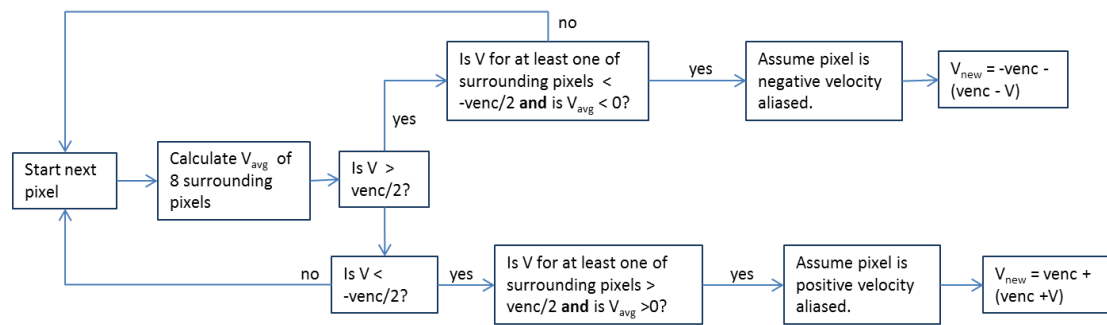 no
Is V for at least one of
surrounding pixels <
-venc/2 and is Vavg < 0?
yes
Assume pixel is
negative velocity
aliased.
Vnew = -venc -
(venc - V)
yes
Start next
pixel
Calculate Vavg of
8 surrounding
pixels
Is V >
venc/2?
no
Is V <
-venc/2?
yes
Is V for at least one of
surrounding pixels >
venc/2 and is Vavg >0?
yes
Assume pixel is
positive velocity
aliased.
Vnew = venc +
(venc +V)